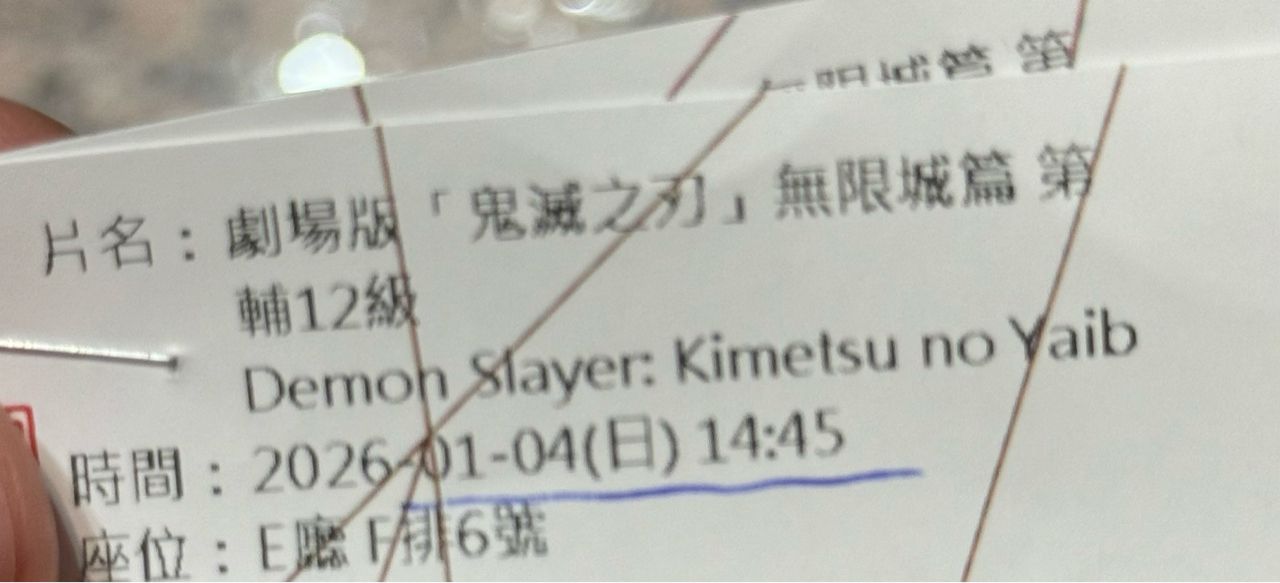 無限城篇 第
片名：劇場版「鬼滅之刃」無限城篇 第
輔12級
Demon Slayer: Kimetsu no Yaib
時間：2026-01-04(日) 14:45
座位：E廳 F排6號